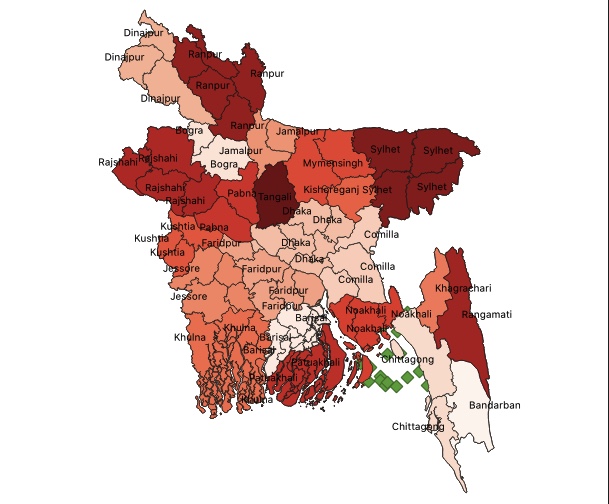 Dinajpur
Ranpur
Dinajpur
Ranpur
Ranpur
Dinajpur
Ranpur
Bogra
Jamalpur
Jamalpur
Sylhet
Sylhet
Rajshahi
Rajshahi
Bogra
Mymensingh
Rajshahi
Pabna
Tangali
Kishoreganj
Sylhet
Sylhet
Rajshahi
Dhaka
Dhaka
Kushtia
Pabna
Comilla
Kushtia
Faridpur
Dhaka
Kushtia
Dhaka
Jessore
Faridpur
Comilla
Comilla
Jessore
Faridpur
Khagrachari
Faridpur
Noakhali
Noakhali
Rangamati
Barisal
Khulna
Noakhali
Khulna
Barisal
Barisal
Chittagong
Patuakhali
Patuakhali
Khulna
Bandarban
Chittagong